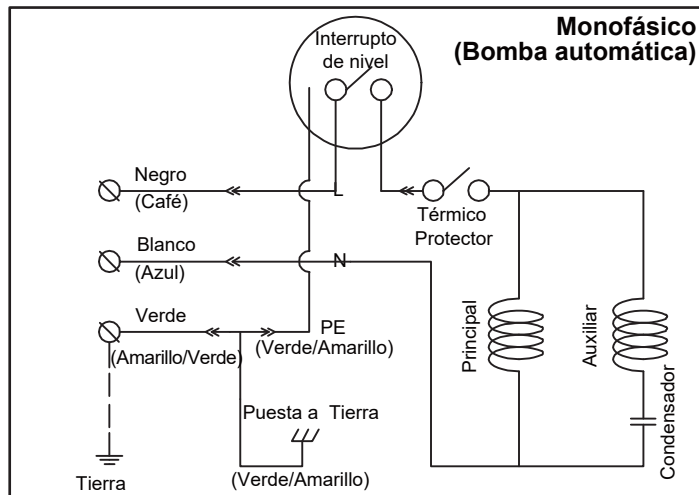 Monofásico
(Bomba automática)
Interrupto
de nivel
Negro
(Café)
L
Térmico
Protector
Blanco
(Azul)
N
Verde
(Amarillo/Verde)
PE
(Verde/Amarillo)
Principal
Auxiliar
Condensador
Puesta a Tierra
(Verde/Amarillo)
Tierra